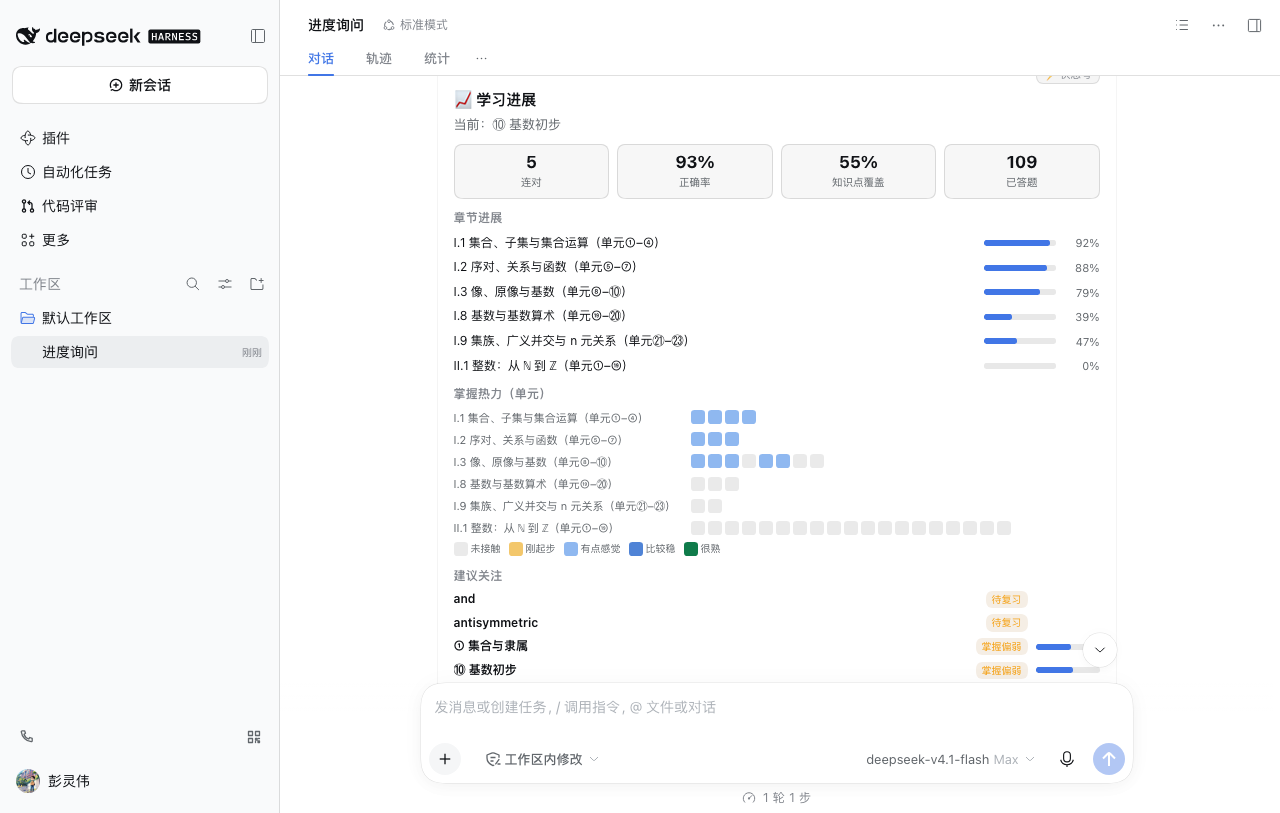 deepseek HARNESS
新会话
插件
自动化任务
代码评审
更多
工作区
默认工作区
进度询问 刚刚
彭灵伟
进度询问 标准模式
对话 轨迹 统计 ...
📈 学习进展
当前：⑩ 基数初步
5 连对
93% 正确率
55% 知识点覆盖
109 已答题
章节进展
I.1 集合、子集与集合运算（单元①–④） 92%
I.2 序对、关系与函数（单元⑤–⑦） 88%
I.3 像、原像与基数（单元⑧–⑩） 79%
I.8 基数与基数算术（单元⑲–⑳） 39%
I.9 集族、广义并交与 n 元关系（单元㉑–㉓） 47%
II.1 整数：从 ℕ 到 ℤ（单元①–⑱） 0%
掌握热力（单元）
I.1 集合、子集与集合运算（单元①–④）
I.2 序对、关系与函数（单元⑤–⑦）
I.3 像、原像与基数（单元⑧–⑩）
I.8 基数与基数算术（单元⑲–⑳）
I.9 集族、广义并交与 n 元关系（单元㉑–㉓）
II.1 整数：从 ℕ 到 ℤ（单元①–⑱）
未接触 刚起步 有点感觉 比较稳 很熟
建议关注
and 待复习
antisymmetric 待复习
① 集合与隶属 掌握偏弱
⑩ 基数初步 掌握偏弱
发消息或创建任务, / 调用指令, @ 文件或对话
工作区内修改
deepseek-v4.1-flash Max
1 轮 1 步